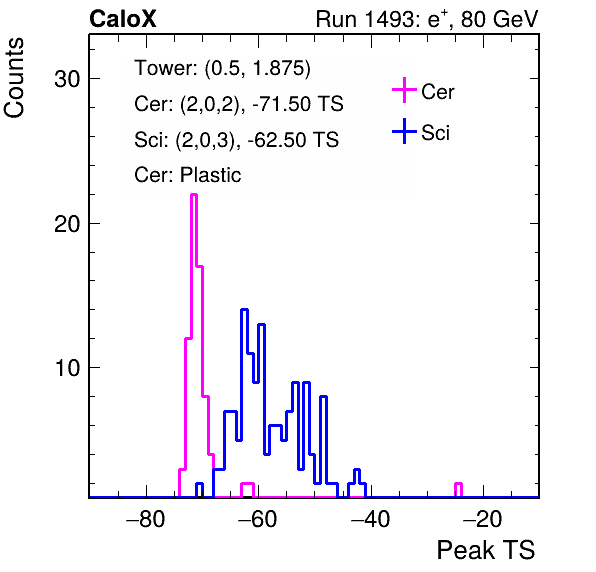 CaloX Run 1493: e⁺, 80 GeV
Counts
Tower: (0.5, 1.875)
Cer: (2,0,2), -71.50 TS
Sci: (2,0,3), -62.50 TS
Cer: Plastic
Cer
Sci
30
20
10
−80 −60 −40 −20
Peak TS